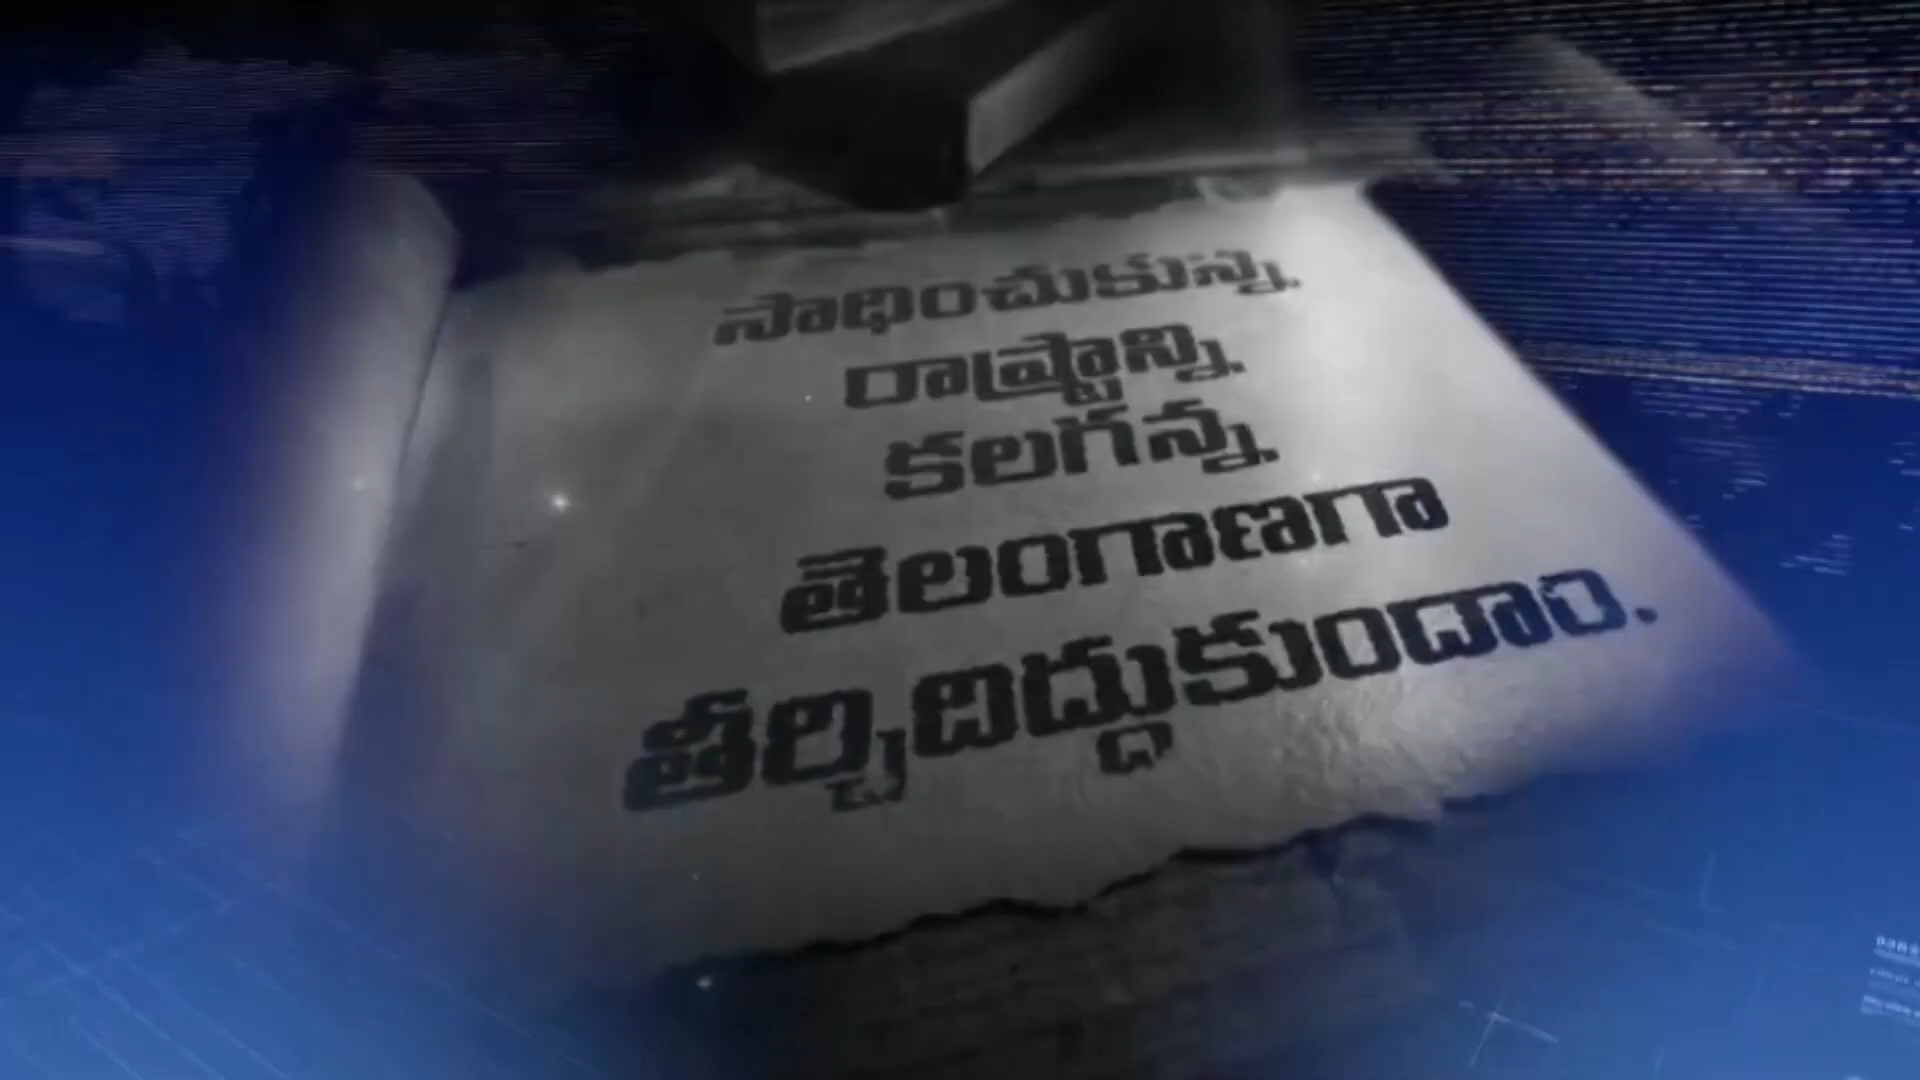 సాధించుకున్న
రాష్ట్రాన్ని
కలగన్న
తెలంగాణగా
తీర్చిదిద్దుకుందాం.